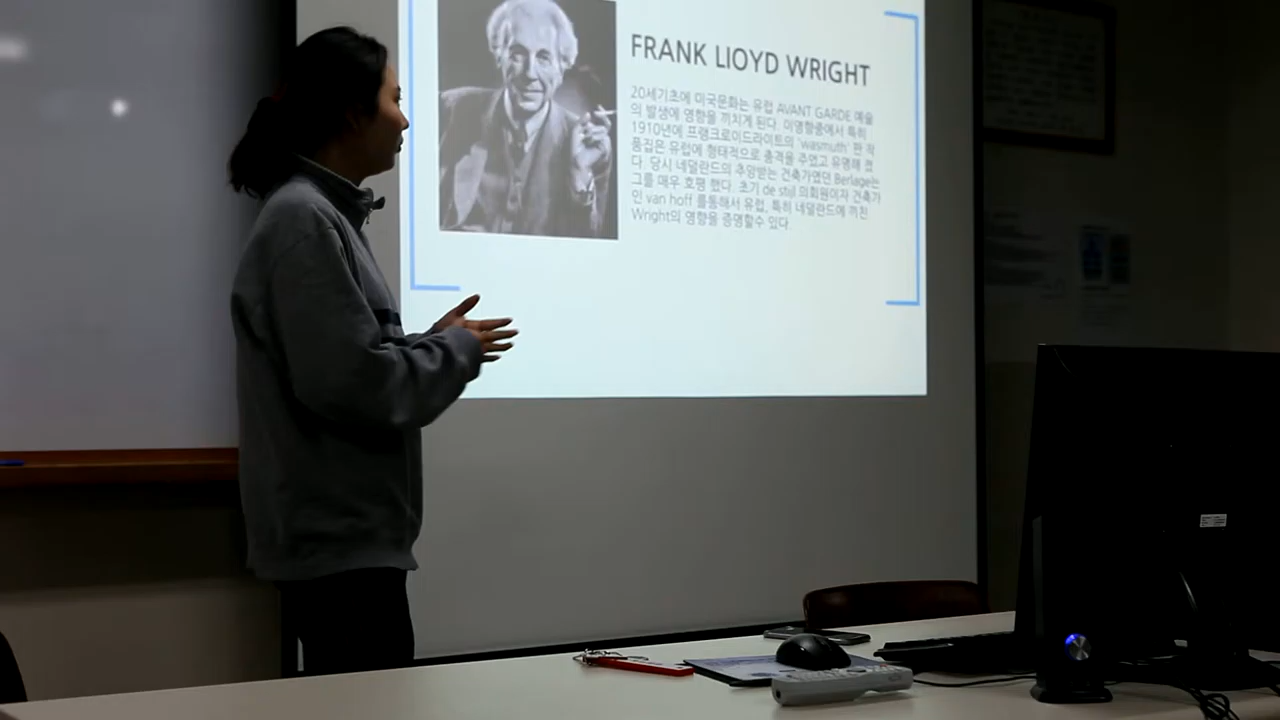 FRANK LIOYD WRIGHT
20세기초에 미국문화는 유럽 AVANT GARDE 예술
의 발생에 영향을 끼치게 된다. 이영향중에서 특히
1910년에 프랭크로이드라이트의 'wasmuth' 판 작
품집은 유럽에 형태적으로 충격을 주었고 유명해 졌
다. 당시 네덜란드의 추앙받는 건축가였던 Berlage는
그를 매우 호평 했다. 초기 de stijl 의회원이자 건축가
인 van hoff 를통해서 유럽, 특히 네덜란드에 끼친
Wright의 영향을 증명할수 있다.